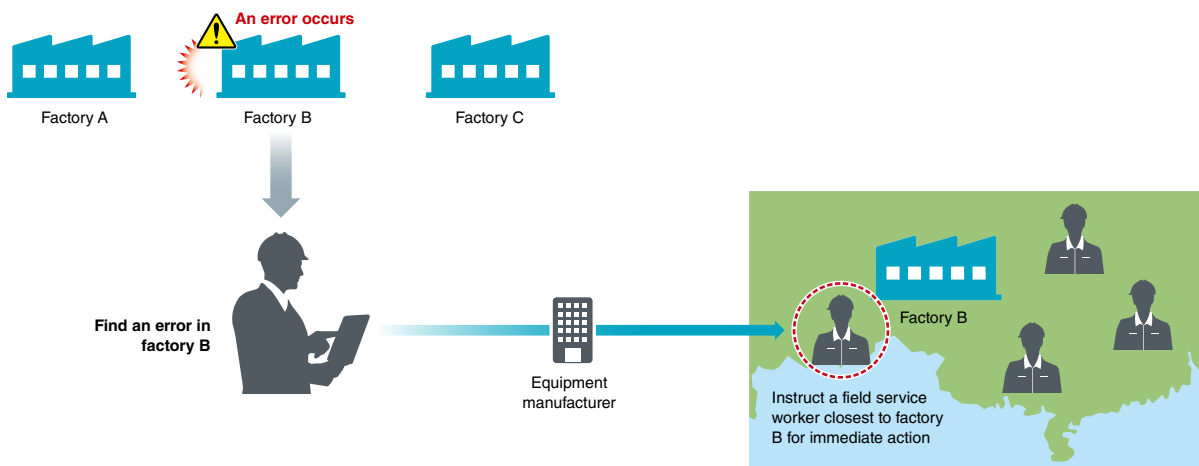 An error occurs
Factory A
Factory B
Factory C
Find an error in
factory B
Equipment
manufacturer
Factory B
Instruct a field service
worker closest to factory
B for immediate action